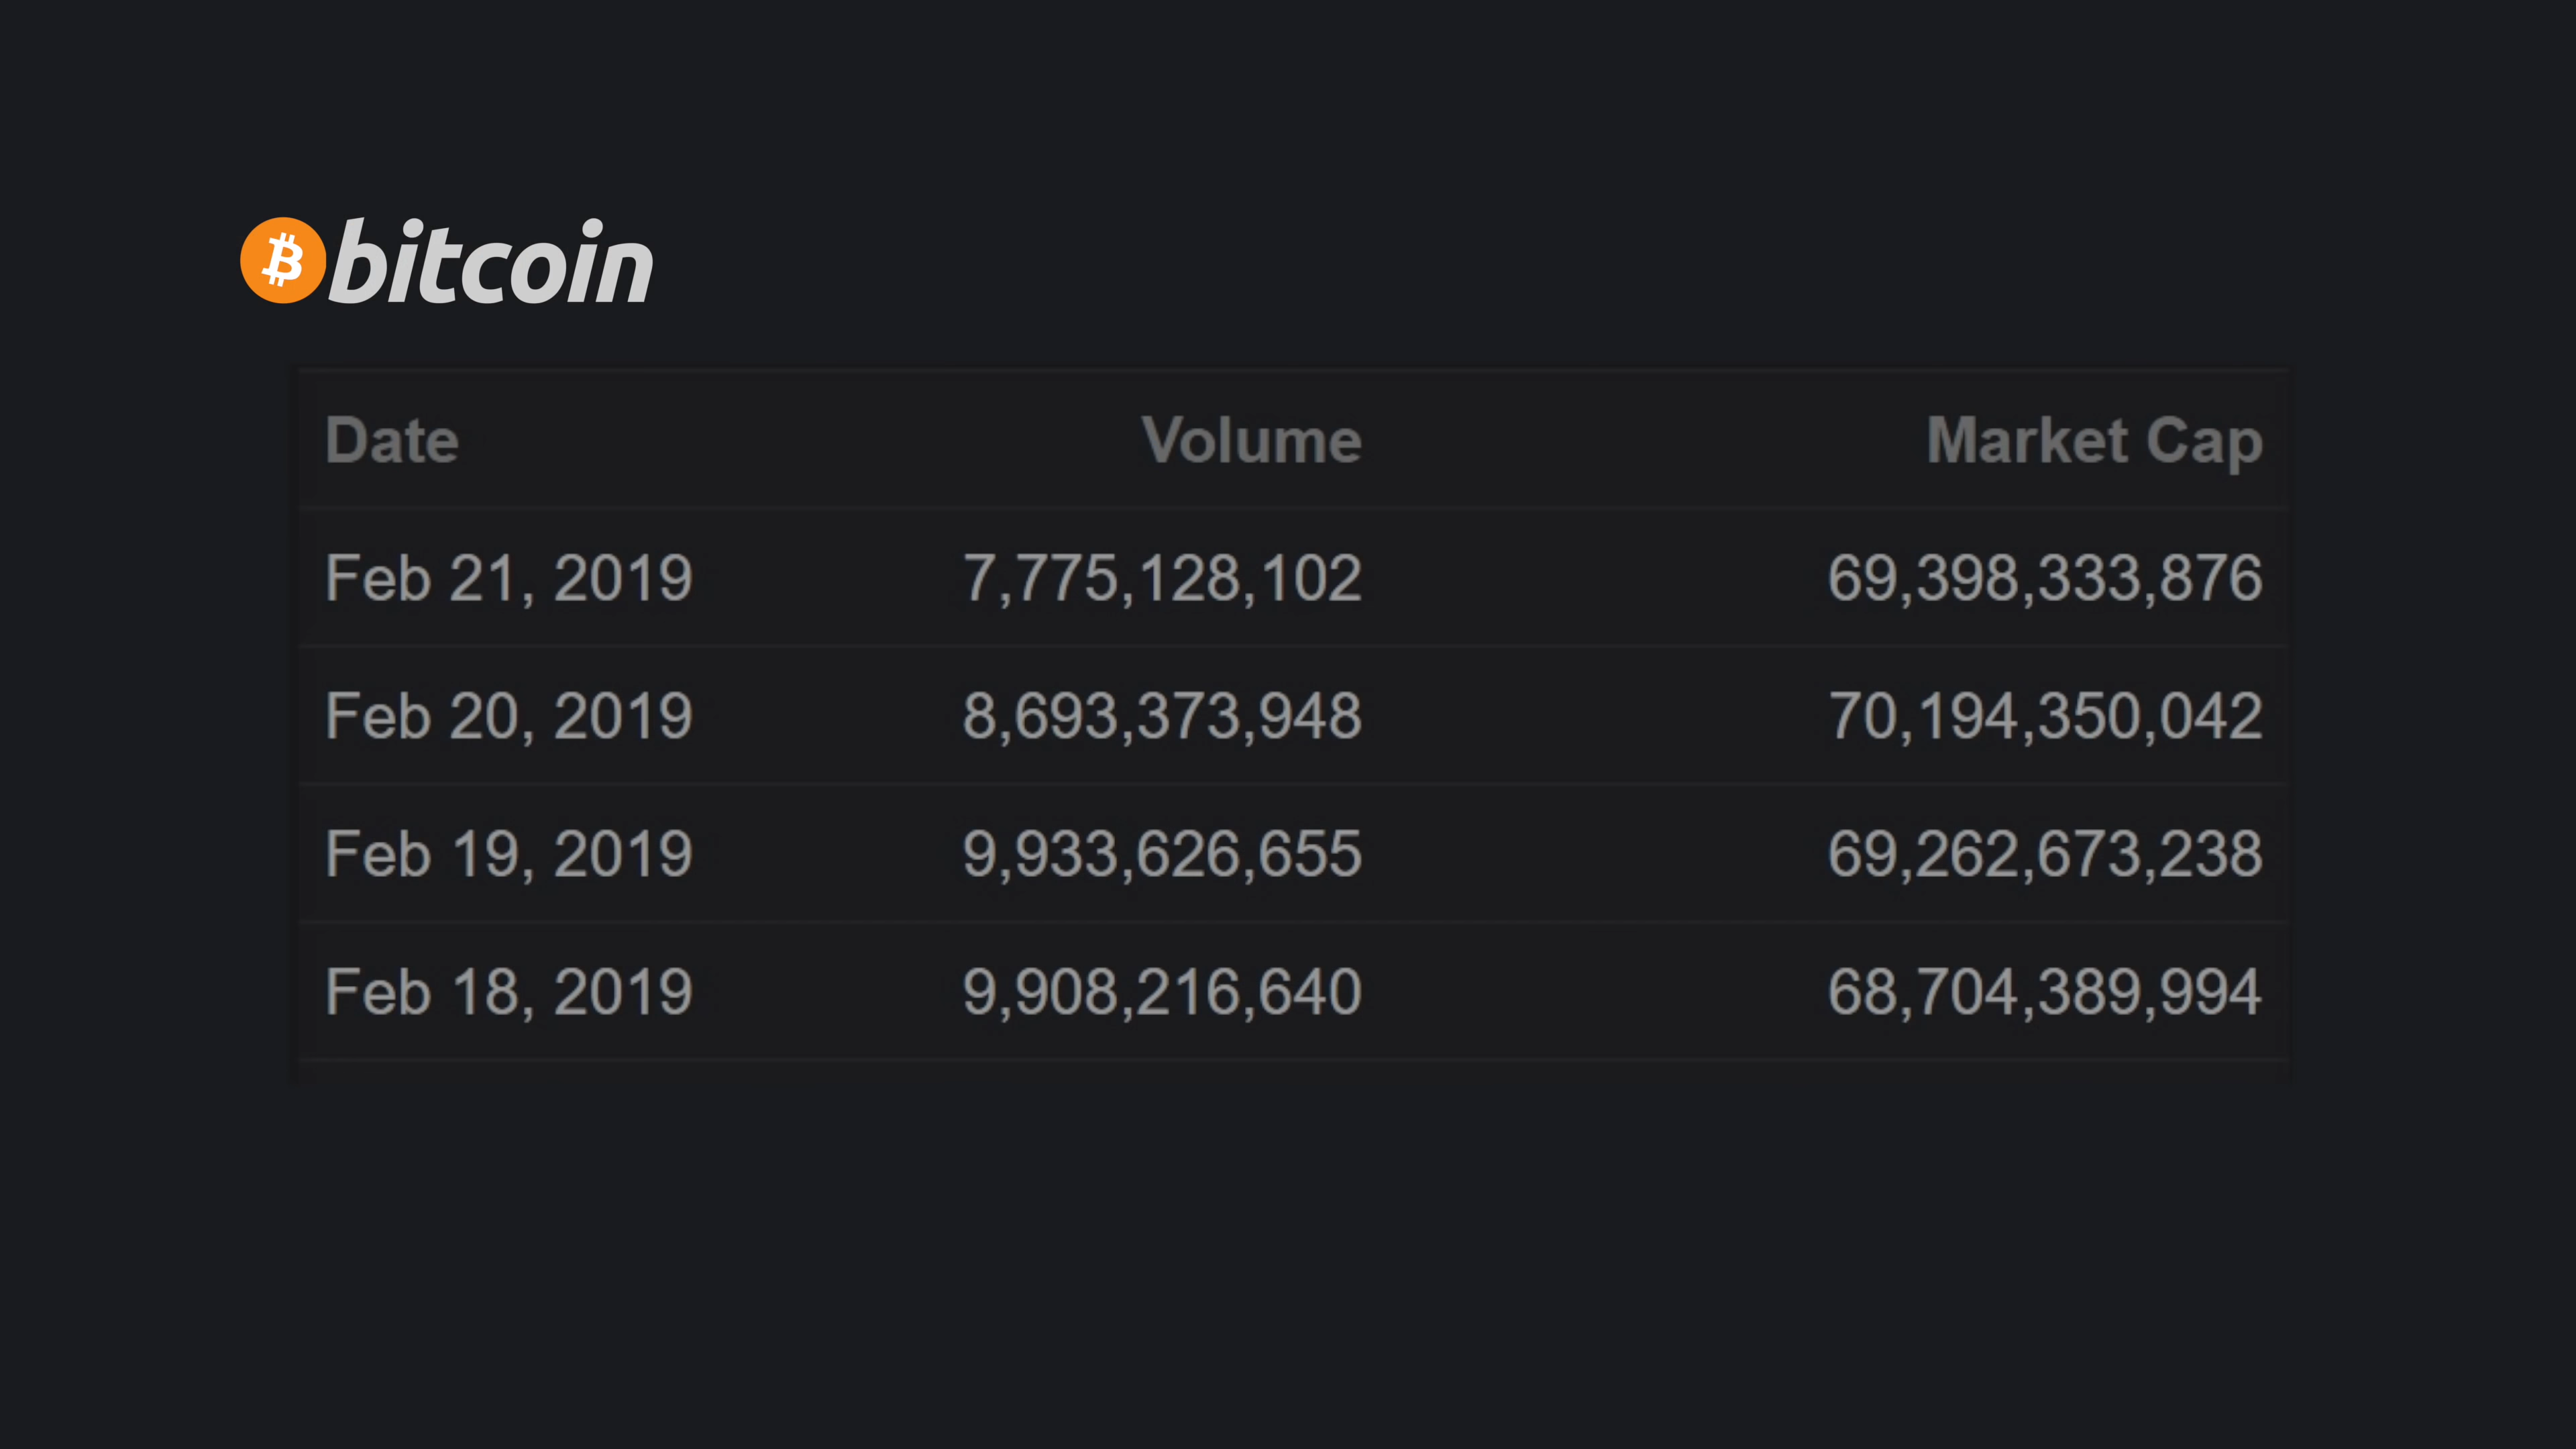 bitcoin
Date Volume Market Cap
Feb 21, 2019 7,775,128,102 69,398,333,876
Feb 20, 2019 8,693,373,948 70,194,350,042
Feb 19, 2019 9,933,626,655 69,262,673,238
Feb 18, 2019 9,908,216,640 68,704,389,994